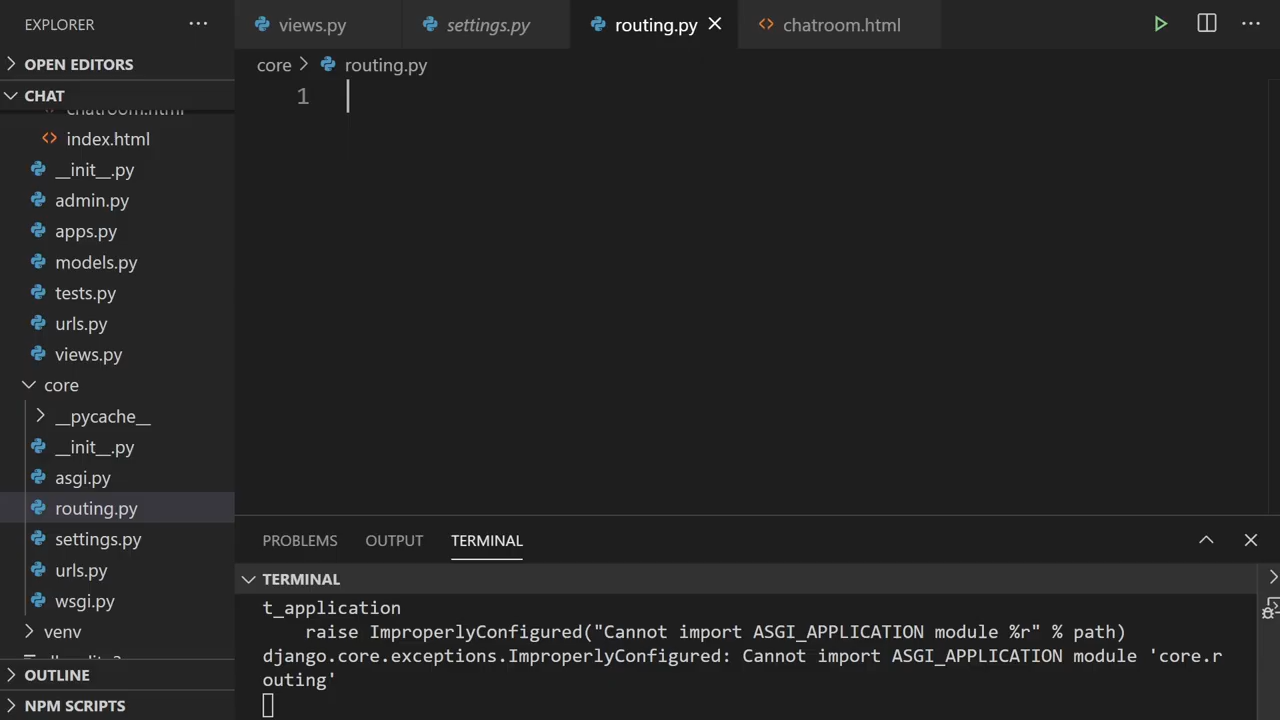 EXPLORER
views.py
settings.py
routing.py
chatroom.html
OPEN EDITORS
CHAT
chatroom.html
index.html
__init__.py
admin.py
apps.py
models.py
tests.py
urls.py
views.py
core
__pycache__
__init__.py
asgi.py
routing.py
settings.py
urls.py
wsgi.py
venv
OUTLINE
NPM SCRIPTS
core
routing.py
1
PROBLEMS
OUTPUT
TERMINAL
TERMINAL
t_application
raise ImproperlyConfigured("Cannot import ASGI_APPLICATION module %r" % path)
django.core.exceptions.ImproperlyConfigured: Cannot import ASGI_APPLICATION module 'core.r
outing'